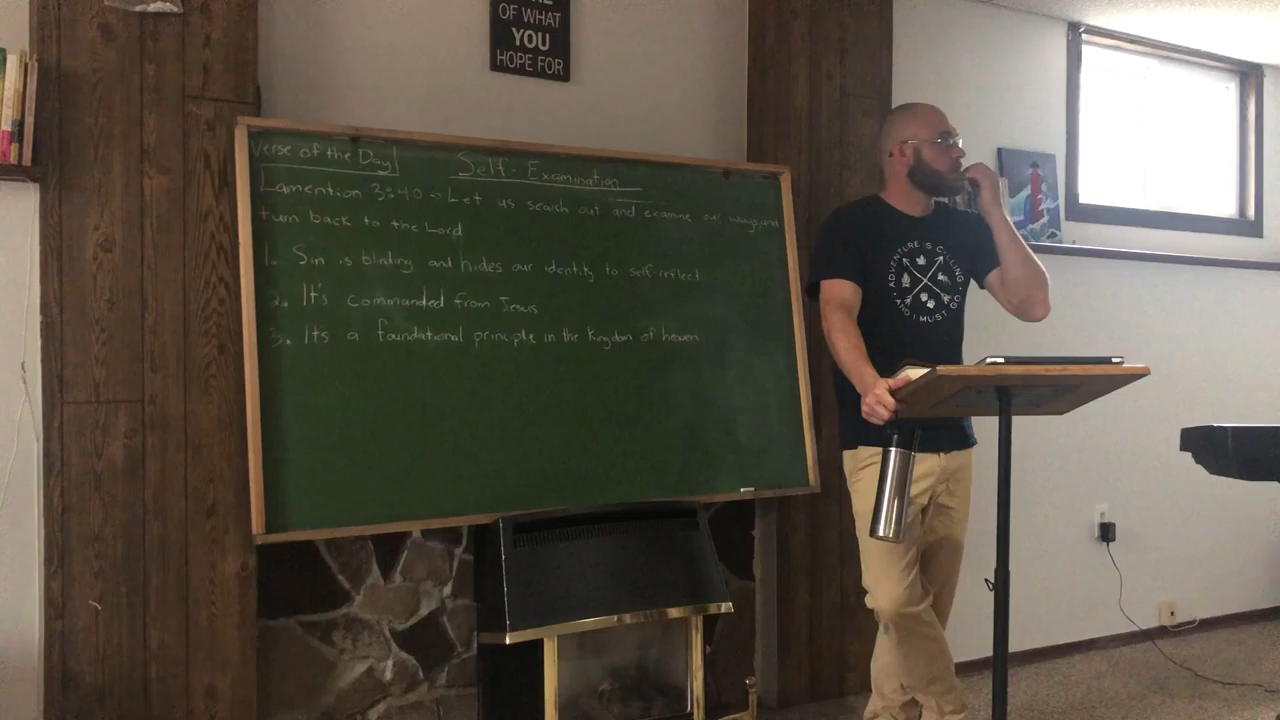 OF WHAT
YOU
HOPE FOR
Verse of the Day
Self-Examination
Lamention 3:40 → Let us search out and examine our ways, and
turn back to the Lord
1. Sin is blinding and hides our identity to self-reflect
2. It's commanded from Jesus
3. Its a foundational principle in the Kingdom of heaven
ADVENTURE IS CALLING
AND I MUST GO